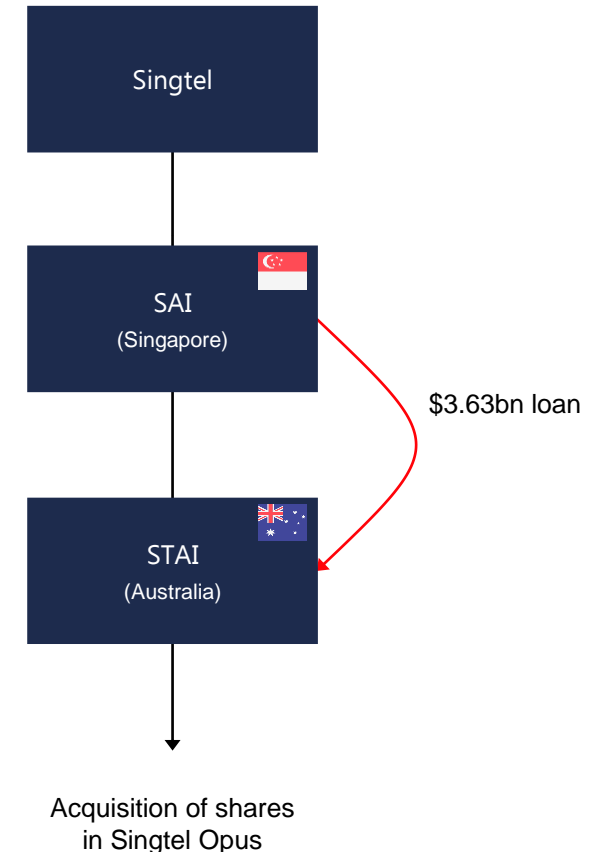 Singtel
SAI
(Singapore)
$3.63bn loan
STAI
(Australia)
Acquisition of shares
in Singtel Opus